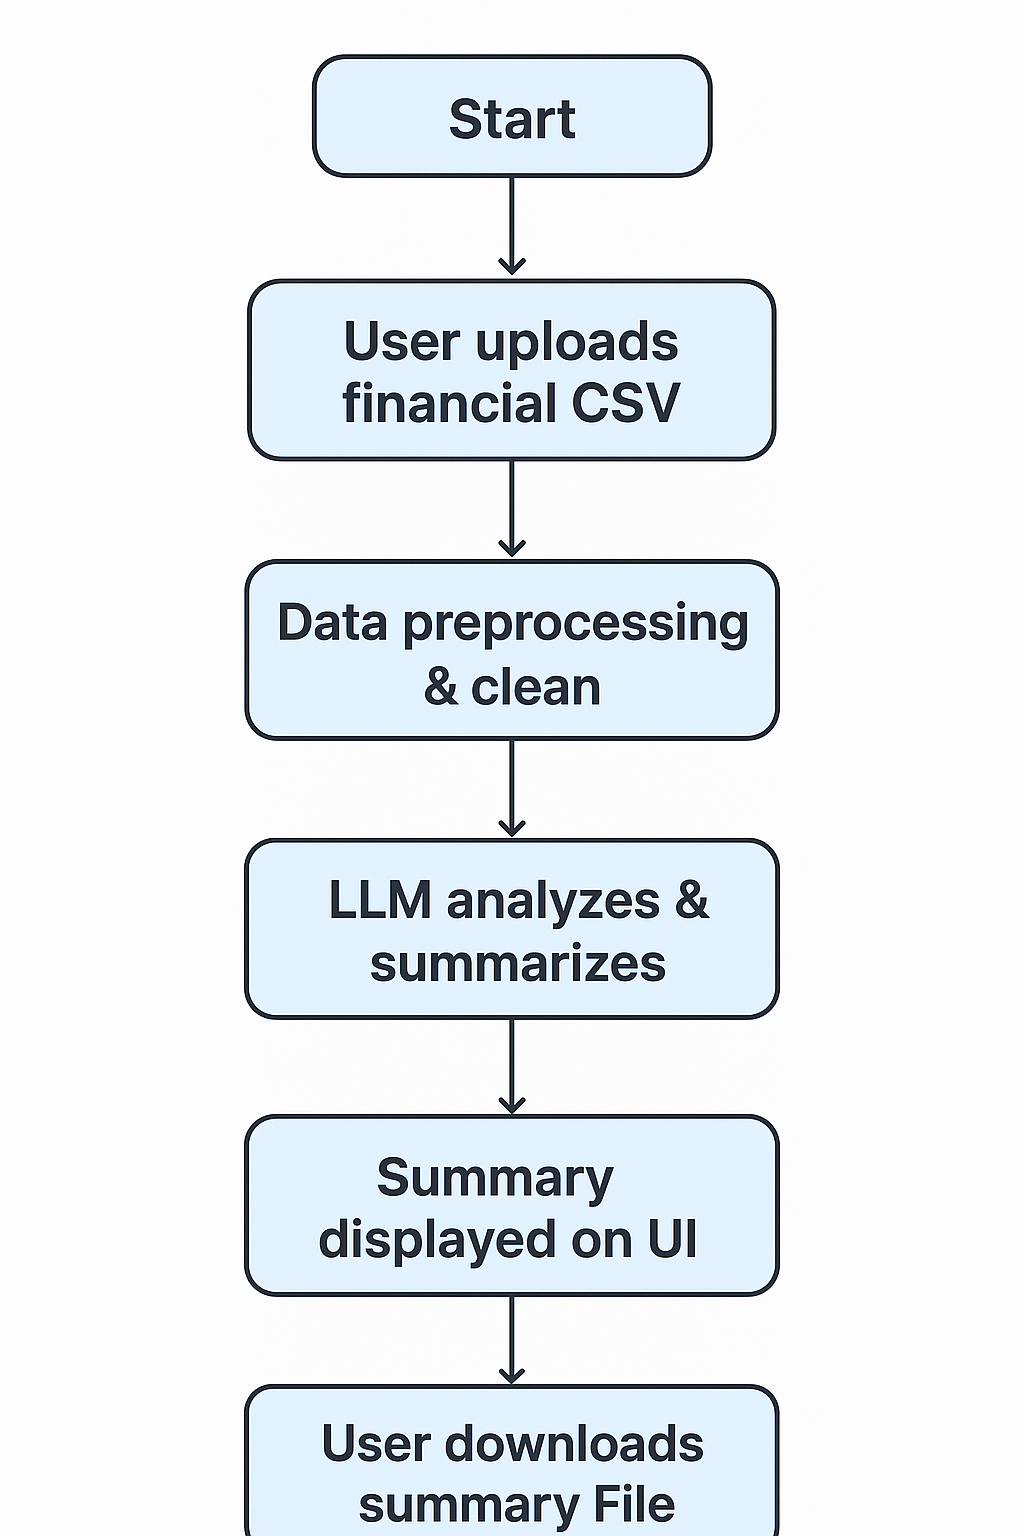 Start
User uploads
financial CSV
Data preprocessing
& clean
LLM analyzes &
summarizes
Summary
displayed on UI
User downloads
summary File